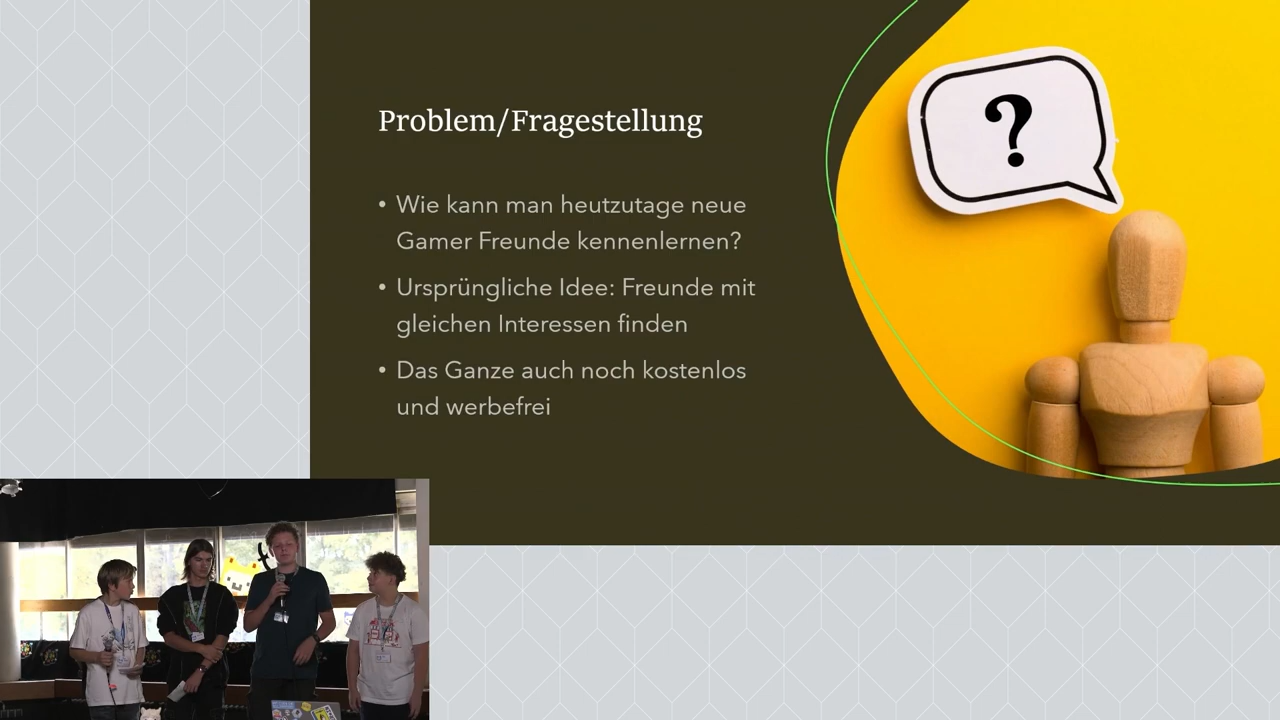 Problem/Fragestellung
• Wie kann man heutzutage neue
Gamer Freunde kennenlernen?
• Ursprüngliche Idee: Freunde mit
gleichen Interessen finden
• Das Ganze auch noch kostenlos
und werbefrei
?